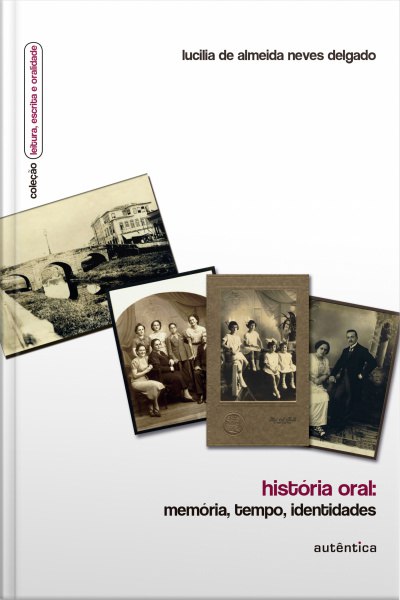 lucilia de almeida neves delgado
coleção leitura, escrita e oralidade
história oral:
memória, tempo, identidades
autêntica